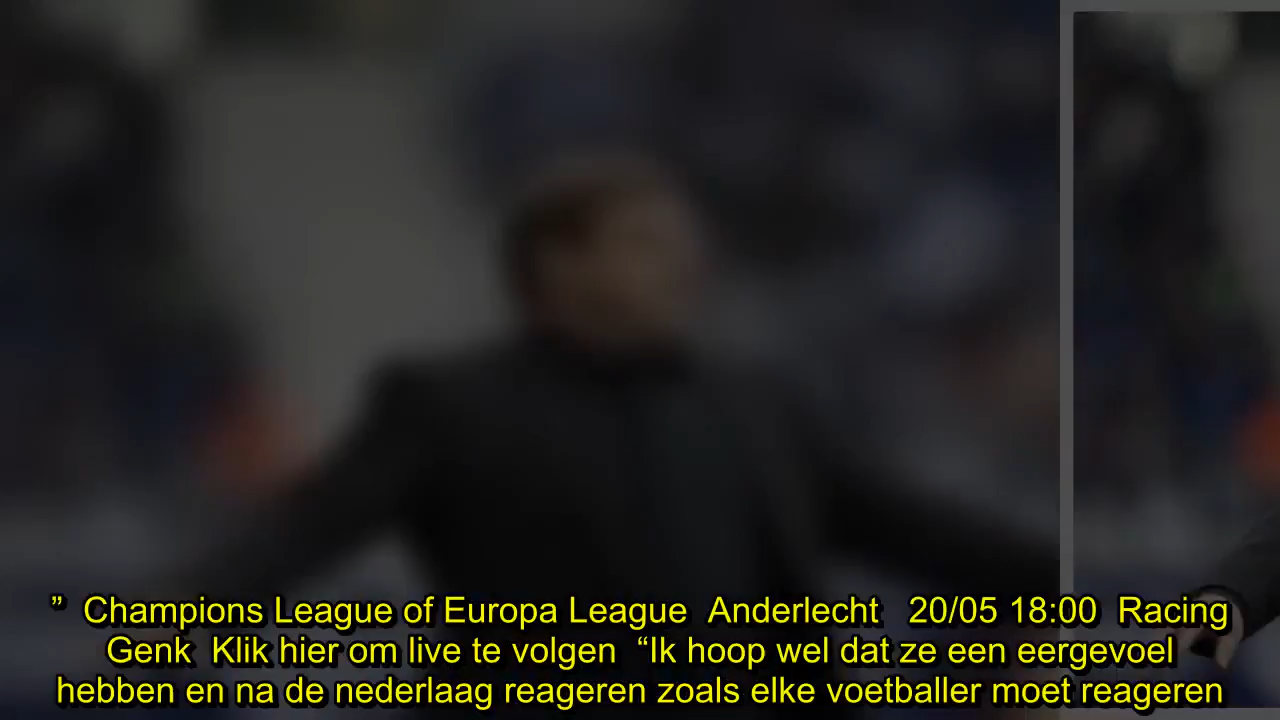 ”  Champions League of Europa League  Anderlecht   20/05 18:00  Racing
Genk  Klik hier om live te volgen  “Ik hoop wel dat ze een eergevoel
hebben en na de nederlaag reageren zoals elke voetballer moet reageren